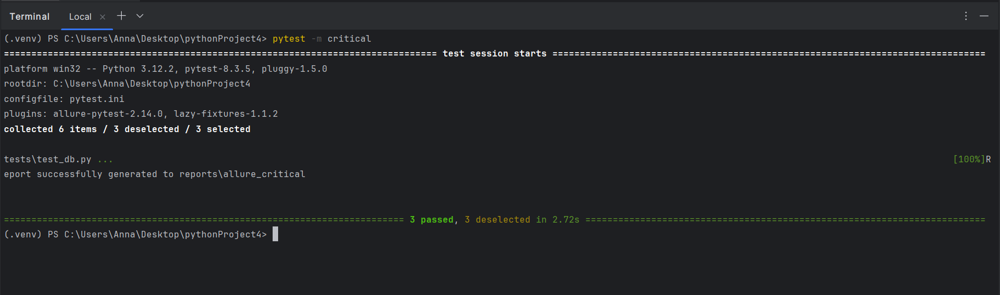 Terminal Local
(.venv) PS C:\Users\Anna\Desktop\pythonProject4> pytest -m critical
=============================================================================== test session starts ===============================================================================
platform win32 -- Python 3.12.2, pytest-8.3.5, pluggy-1.5.0
rootdir: C:\Users\Anna\Desktop\pythonProject4
configfile: pytest.ini
plugins: allure-pytest-2.14.0, lazy-fixtures-1.1.2
collected 6 items / 3 deselected / 3 selected
tests\test_db.py ... [100%]R
eport successfully generated to reports\allure_critical
========================================================================= 3 passed, 3 deselected in 2.72s =========================================================================
(.venv) PS C:\Users\Anna\Desktop\pythonProject4>